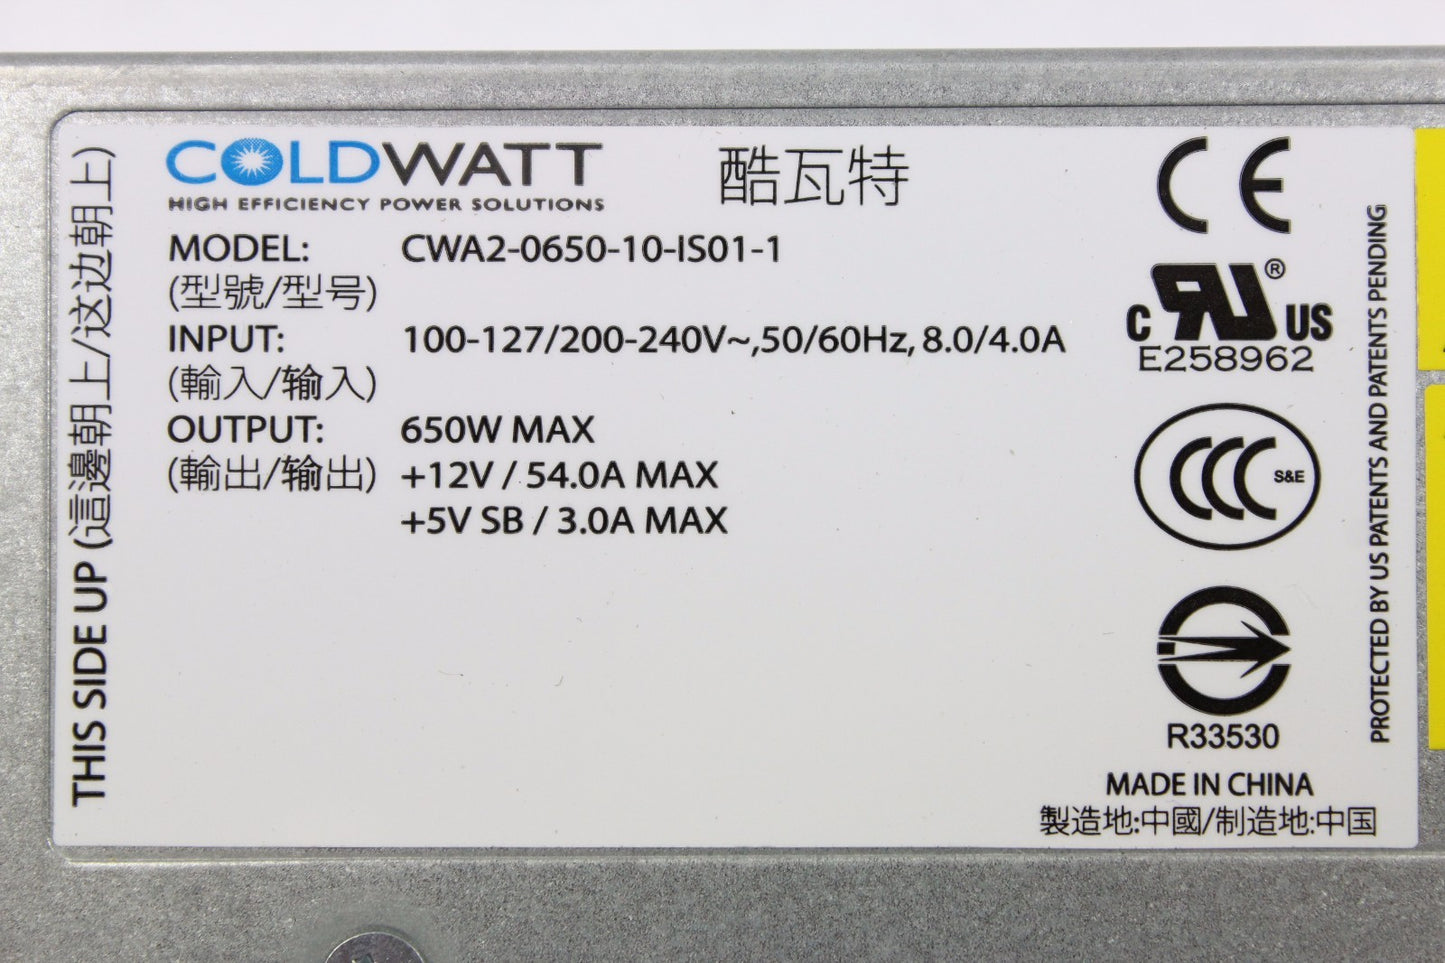 COLDWATT 酷瓦特
HIGH EFFICIENCY POWER SOLUTIONS
MODEL: CWA2-0650-10-IS01-1
(型號/型号)
INPUT: 100-127/200-240V~,50/60Hz, 8.0/4.0A
(輸入/输入)
OUTPUT: 650W MAX
(輸出/输出) +12V / 54.0A MAX
+5V SB / 3.0A MAX
THIS SIDE UP (這邊朝上/这边朝上)
CE
C RU ® US
E258962
CCC S&E
R33530
MADE IN CHINA
製造地:中國/制造地:中国
PROTECTED BY US PATENTS AND PATENTS PENDING